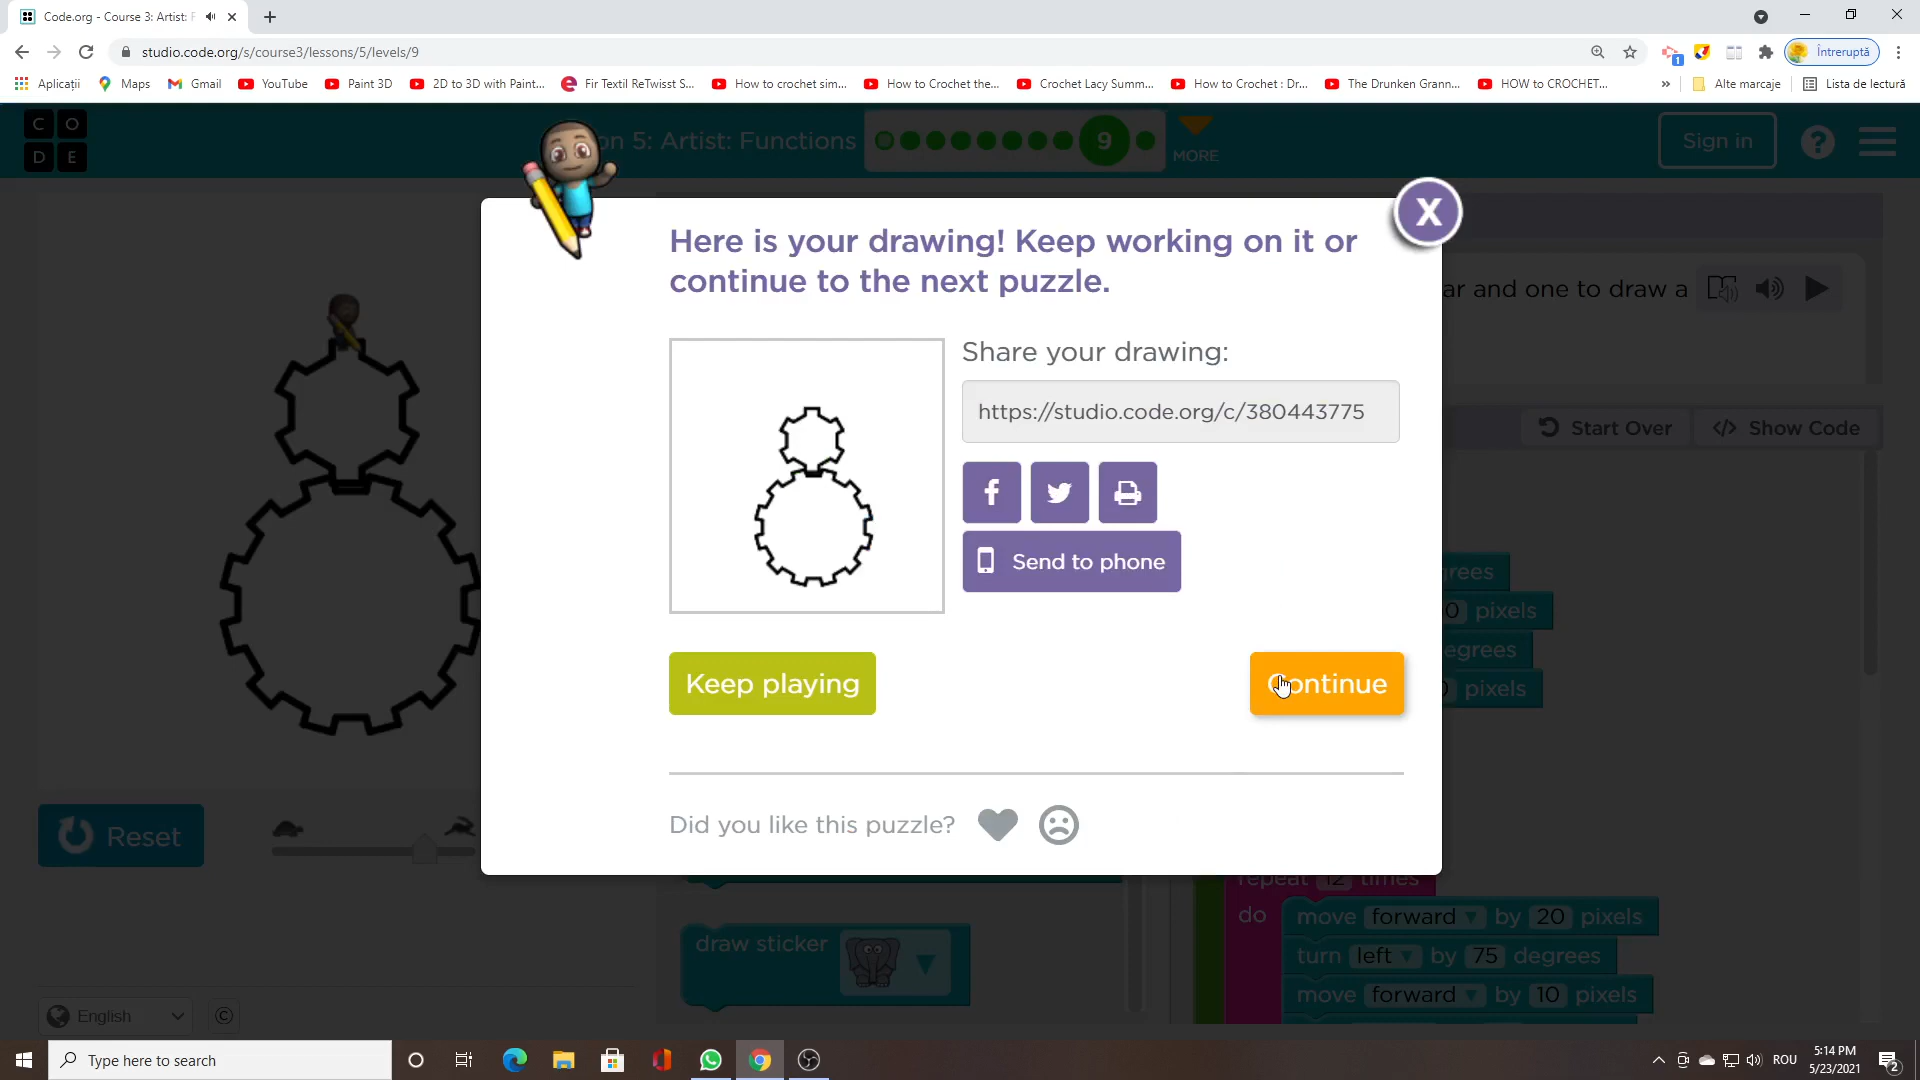 Code.org - Course 3: Artist: F
studio.code.org/s/course3/lessons/5/levels/9
Întreruptă
Aplicații
Maps
Gmail
YouTube
Paint 3D
2D to 3D with Paint...
Fir Textil ReTwisst S...
How to crochet sim...
How to Crochet the...
Crochet Lacy Summ...
How to Crochet : Dr...
The Drunken Grann...
HOW to CROCHET...
»
Alte marcaje
Lista de lectură
C O
D E
on 5: Artist: Functions
9
MORE
Sign in
?
X
Here is your drawing! Keep working on it or
continue to the next puzzle.
ar and one to draw a
Share your drawing:
https://studio.code.org/c/380443775
Start Over
</> Show Code
f
Send to phone
grees
0 pixels
egrees
pixels
Keep playing
Continue
Did you like this puzzle?
Reset
repeat 12 times
do
move forward by 20 pixels
turn left by 75 degrees
move forward by 10 pixels
draw sticker
English
©
Type here to search
ROU
5:14 PM
5/23/2021
2
1